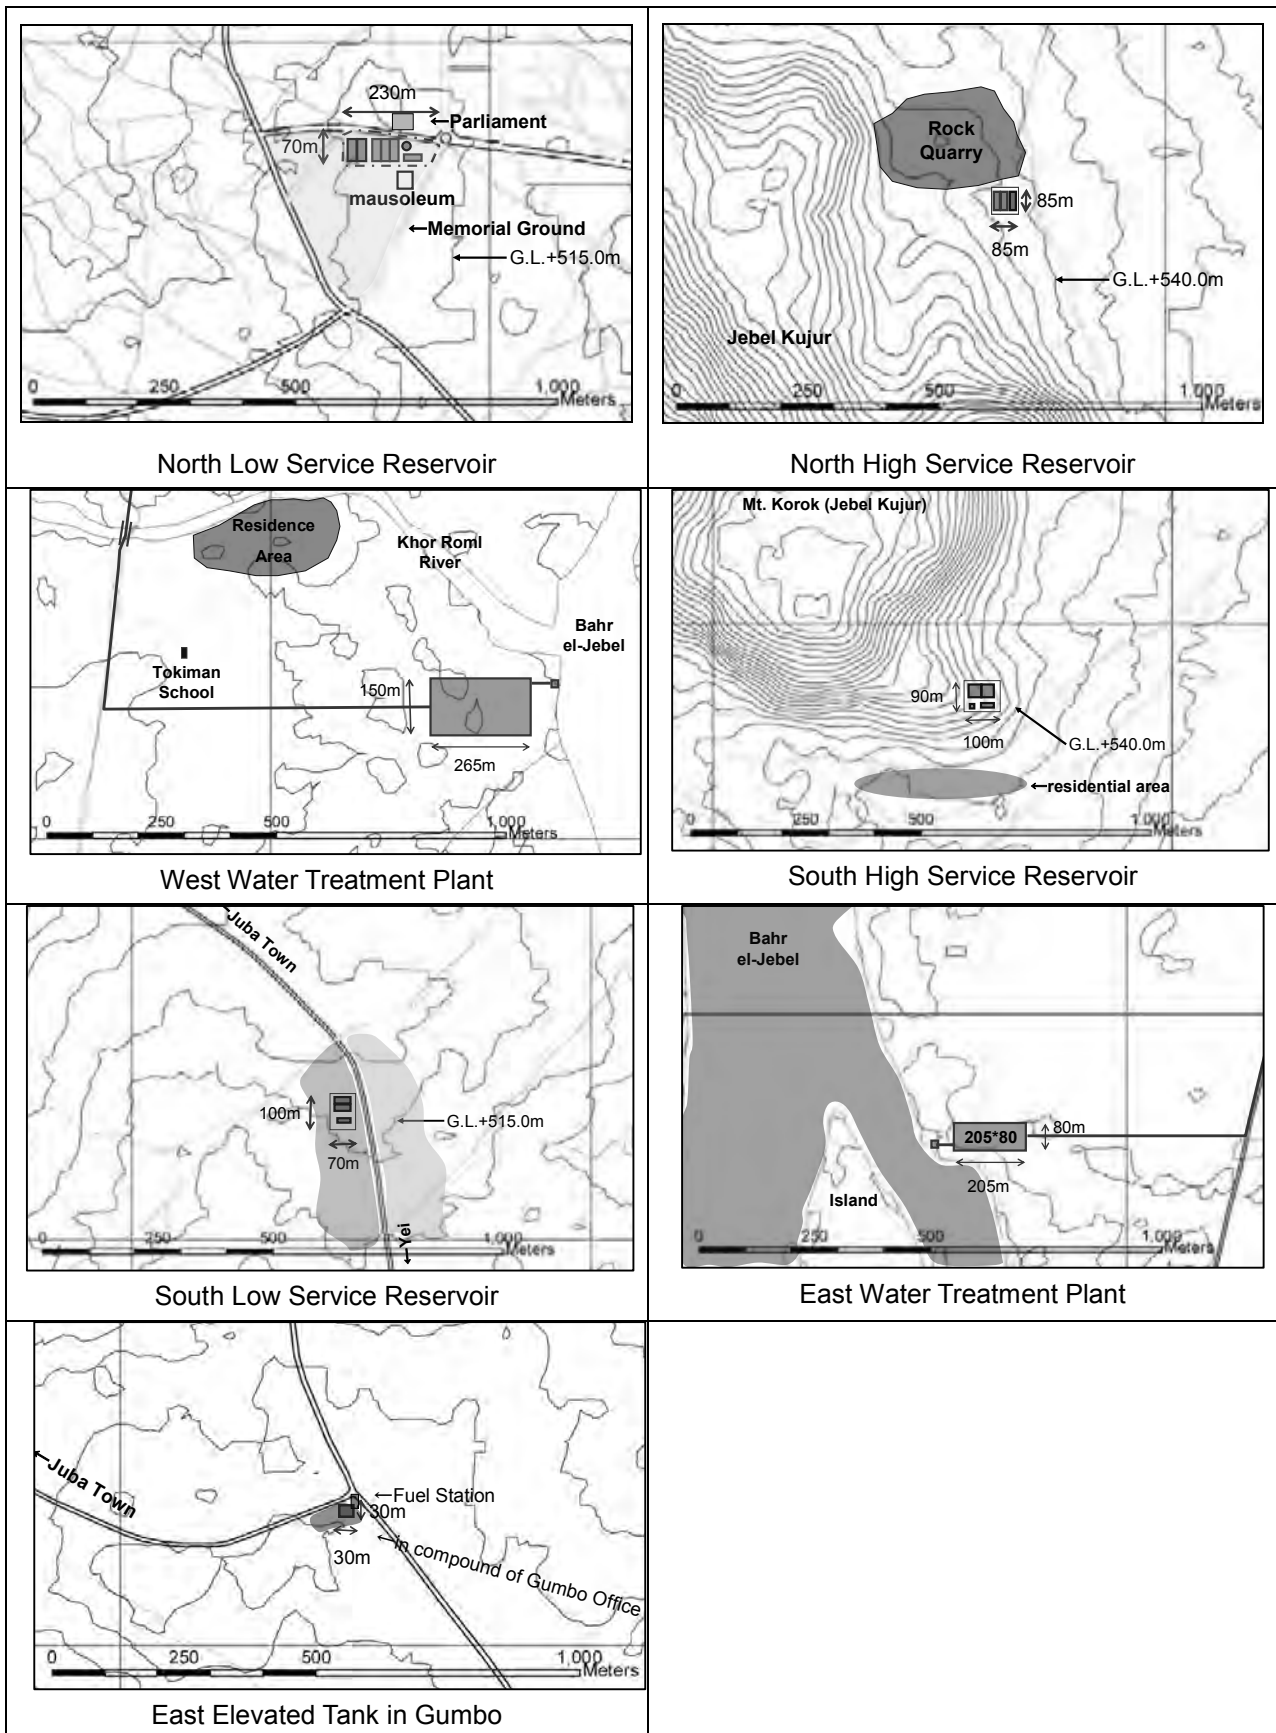 230m
Parliament
70m
mausoleum
Memorial Ground
G.L.+515.0m
0 250 500 1,000
Meters
North Low Service Reservoir
Rock
Quarry
85m
85m
G.L.+540.0m
Jebel Kujur
0 250 500 1,000
Meters
North High Service Reservoir
Residence
Area
Khor Roml
River
Bahr
el-Jebel
Tokiman
School
150m
265m
0 250 500 1,000
Meters
West Water Treatment Plant
Mt. Korok (Jebel Kujur)
90m
100m
G.L.+540.0m
residential area
0 250 500 1,000
Meters
South High Service Reservoir
Juba Town
100m
G.L.+515.0m
70m
Yei
0 250 500 1,000
Meters
South Low Service Reservoir
Bahr
el-Jebel
205*80
80m
205m
Island
0 250 500 1,000
Meters
East Water Treatment Plant
Juba Town
Fuel Station
30m
30m
in compound of Gumbo Office
0 250 500 1,000
Meters
East Elevated Tank in Gumbo